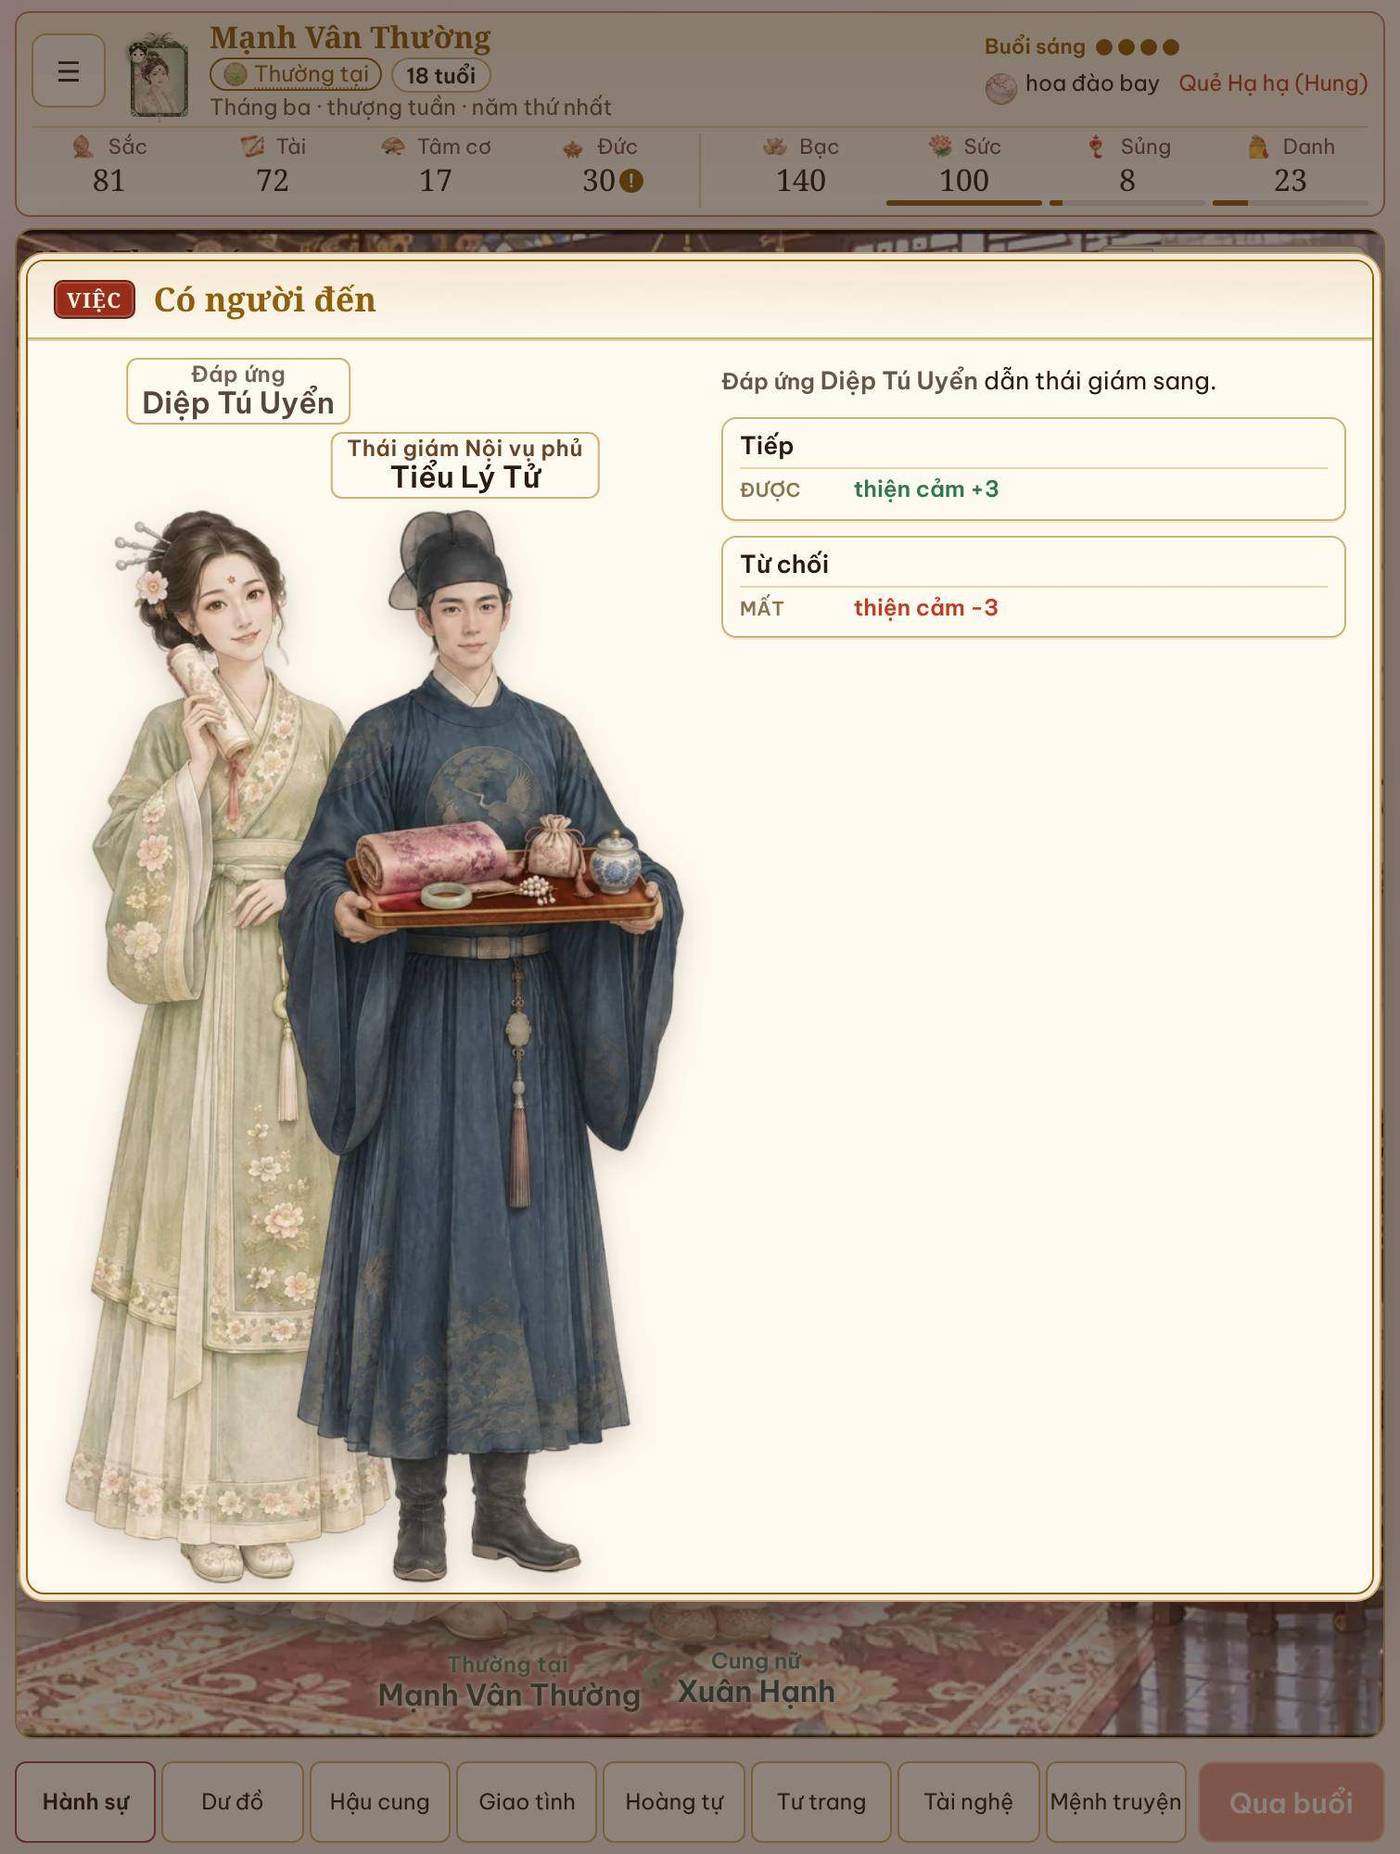 Mạnh Vân Thường
Thường tại
18 tuổi
Tháng ba · thượng tuần · năm thứ nhất
Buổi sáng
hoa đào bay
Quẻ Hạ hạ (Hung)
Sắc
Tài
Tâm cơ
Đức
Bạc
Sức
Sủng
Danh
81
72
17
30 !
140
100
8
23
VIỆC
Có người đến
Đáp ứng
Diệp Tú Uyển
Thái giám Nội vụ phủ
Tiểu Lý Tử
Đáp ứng Diệp Tú Uyển dẫn thái giám sang.
Tiếp
ĐƯỢC thiện cảm +3
Từ chối
MẤT thiện cảm -3
Thường tại
Mạnh Vân Thường
Cung nữ
Xuân Hạnh
Hành sự
Dư đồ
Hậu cung
Giao tình
Hoàng tự
Tư trang
Tài nghệ
Mệnh truyện
Qua buổi